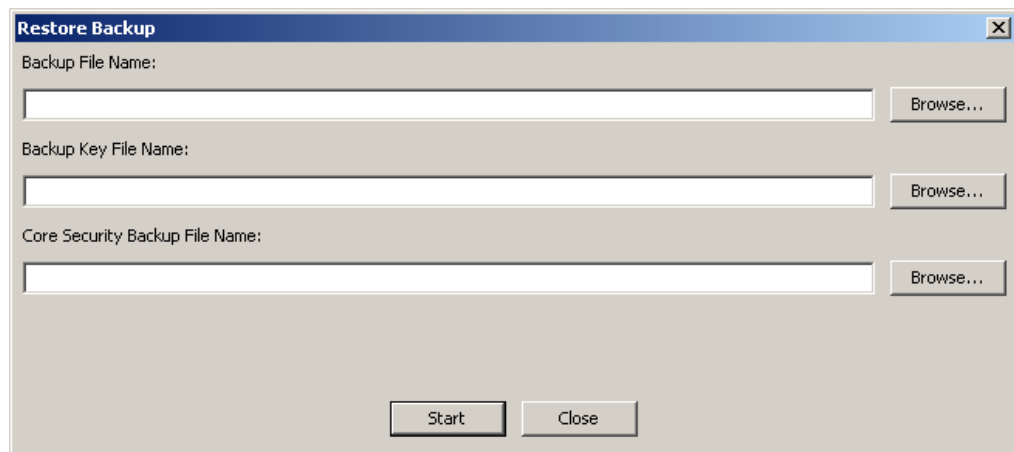 Restore Backup
Backup File Name:
Browse...
Backup Key File Name:
Browse...
Core Security Backup File Name:
Browse...
Start Close